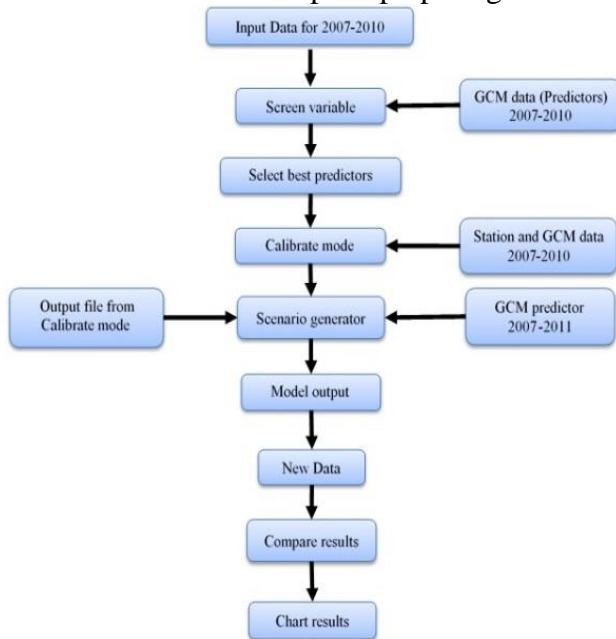 Input Data for 2007-2010
Screen variable
GCM data (Predictors)
2007-2010
Select best predictors
Calibrate mode
Station and GCM data
2007-2010
Output file from
Calibrate mode
Scenario generator
GCM predictor
2007-2011
Model output
New Data
Compare results
Chart results